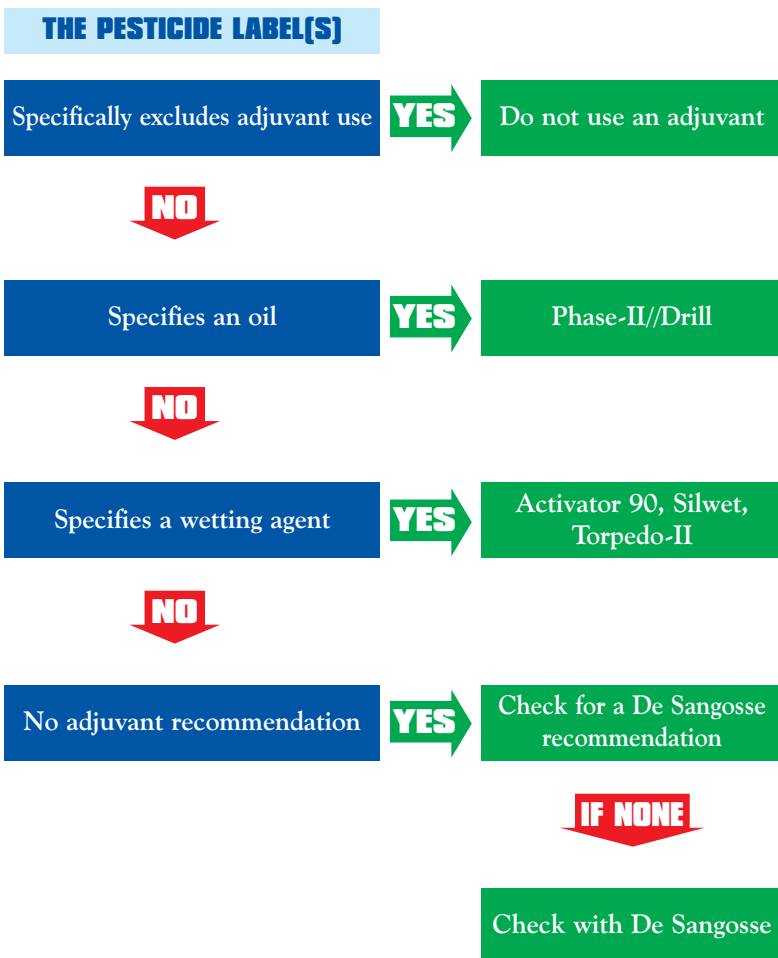 THE PESTICIDE LABEL(S)
Specifically excludes adjuvant use
YES
Do not use an adjuvant
NO
Specifies an oil
YES
Phase-II//Drill
NO
Specifies a wetting agent
YES
Activator 90, Silwet,
Torpedo-II
NO
No adjuvant recommendation
YES
Check for a De Sangosse
recommendation
IF NONE
Check with De Sangosse